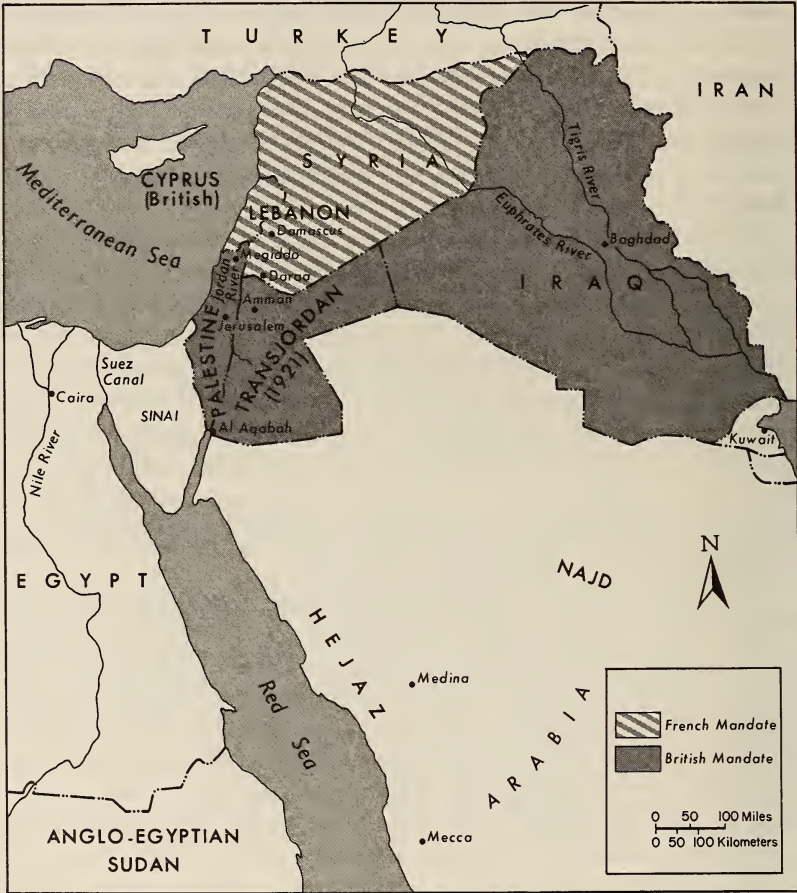 TURKEY
IRAN
SYRIA
Tigris River
CYPRUS
(British)
Mediterranean Sea
LEBANON
Damascus
Euphrates River
Baghdad
Megiddo
Jordan
River
Daraa
IRAQ
Amman
Jerusalem
PALESTINE
TRANSJORDAN
(1921)
Suez
Canal
Caira
SINAI
Al Aqabah
Kuwait
Nile River
N
EGYPT
NAJD
HEJAZ
Medina
Red
Sea
ARABIA
French Mandate
British Mandate
0 50 100 Miles
0 50 100 Kilometers
Mecca
ANGLO-EGYPTIAN
SUDAN